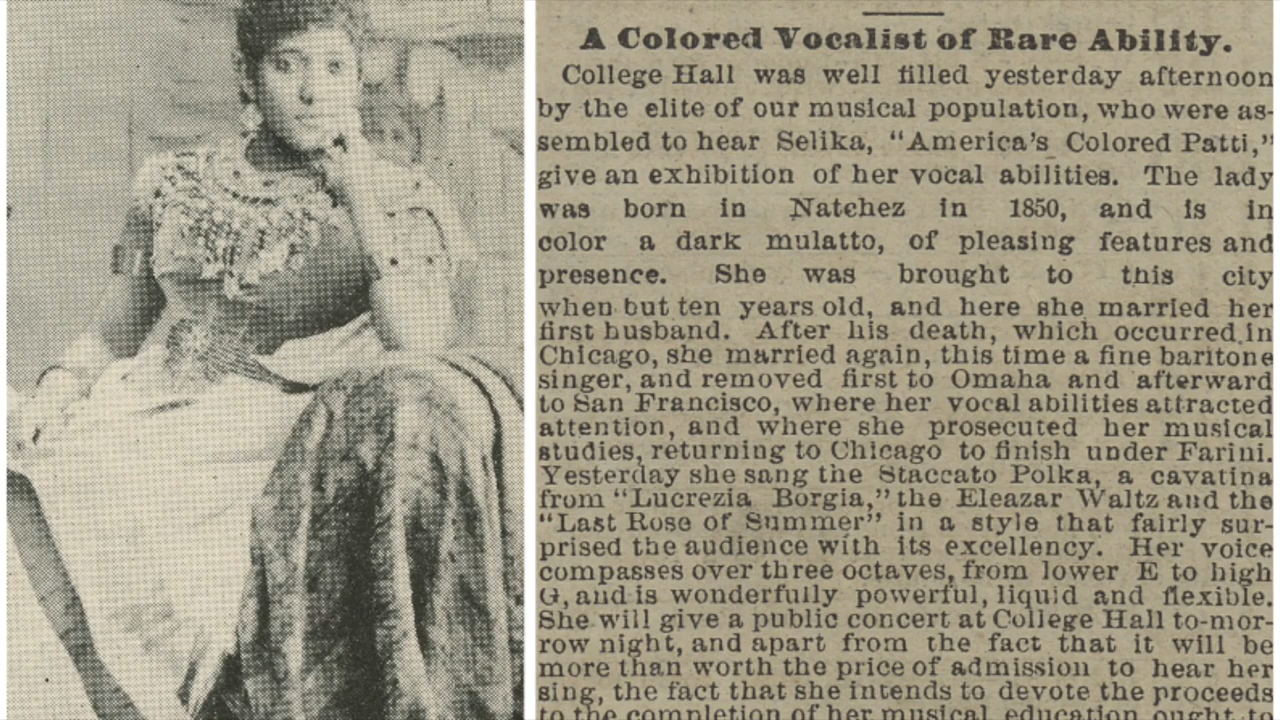 A Colored Vocalist of Rare Ability.
College Hall was well filled yesterday afternoon
by the elite of our musical population, who were as-
sembled to hear Selika, "America's Colored Patti,"
give an exhibition of her vocal abilities. The lady
was born in Natchez in 1850, and is in
color a dark mulatto, of pleasing features and
presence. She was brought to this city
when but ten years old, and here she married her
first husband. After his death, which occurred in
Chicago, she married again, this time a fine baritone
singer, and removed first to Omaha and afterward
to San Francisco, where her vocal abilities attracted
attention, and where she prosecuted her musical
studies, returning to Chicago to finish under Farini.
Yesterday she sang the Staccato Polka, a cavatina
from "Lucrezia Borgia," the Eleazar Waltz and the
"Last Rose of Summer" in a style that fairly sur-
prised the audience with its excellency. Her voice
compasses over three octaves, from lower E to high
G, and is wonderfully powerful, liquid and flexible.
She will give a public concert at College Hall to-mor-
row night, and apart from the fact that it will be
more than worth the price of admission to hear her
sing, the fact that she intends to devote the proceeds
to the completion of her musical education ought to